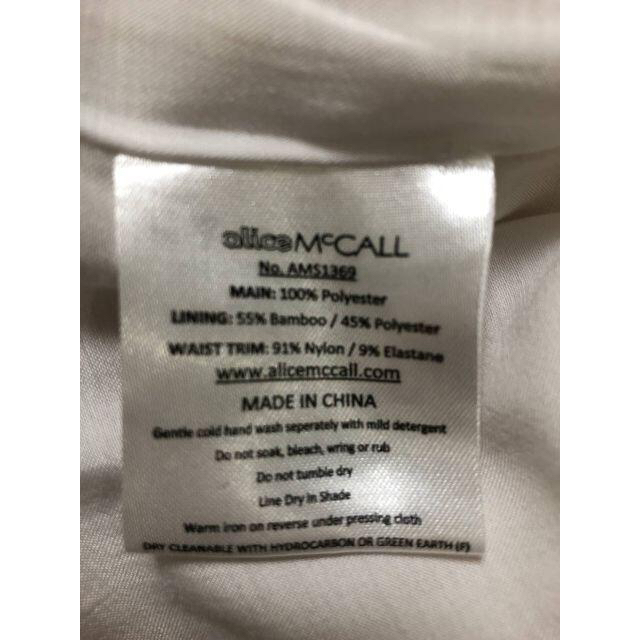 alice McCALL
No. AMS1369
MAIN: 100% Polyester
LINING: 55% Bamboo / 45% Polyester
WAIST TRIM: 91% Nylon / 9% Elastane
www.alicemccall.com
MADE IN CHINA
Gentle cold hand wash seperately with mild detergent
Do not soak, bleach, wring or rub
Do not tumble dry
Line Dry in Shade
Warm iron on reverse under pressing cloth
DRY CLEANABLE WITH HYDROCARBON OR GREEN EARTH (F)